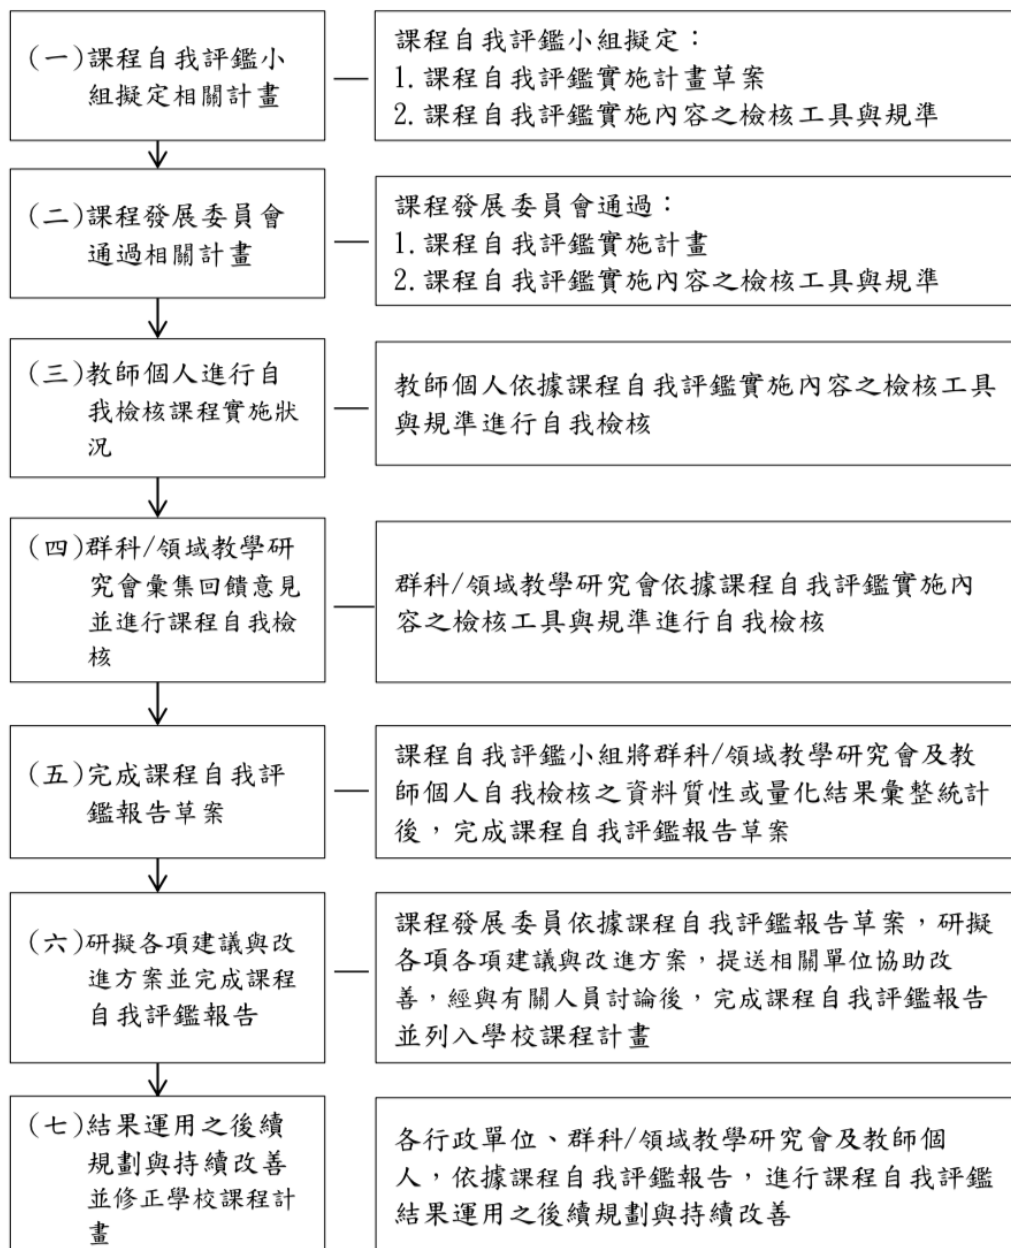 (一)課程自我評鑑小
組擬定相關計畫
課程自我評鑑小組擬定：
1.課程自我評鑑實施計畫草案
2.課程自我評鑑實施內容之檢核工具與規準
(二)課程發展委員會
通過相關計畫
課程發展委員會通過：
1.課程自我評鑑實施計畫
2.課程自我評鑑實施內容之檢核工具與規準
(三)教師個人進行自
我檢核課程實施狀
況
教師個人依據課程自我評鑑實施內容之檢核工具
與規準進行自我檢核
(四)群科/領域教學研
究會彙集回饋意見
並進行課程自我檢
核
群科/領域教學研究會依據課程自我評鑑實施內
容之檢核工具與規準進行自我檢核
(五)完成課程自我評
鑑報告草案
課程自我評鑑小組將群科/領域教學研究會及教
師個人自我檢核之資料質性或量化結果彙整統計
後，完成課程自我評鑑報告草案
(六)研擬各項建議與改
進方案並完成課程
自我評鑑報告
課程發展委員依據課程自我評鑑報告草案，研擬
各項各項建議與改進方案，提送相關單位協助改
善，經與有關人員討論後，完成課程自我評鑑報告
並列入學校課程計畫
(七)結果運用之後續
規劃與持續改善
並修正學校課程計
畫
各行政單位、群科/領域教學研究會及教師個
人，依據課程自我評鑑報告，進行課程自我評鑑
結果運用之後續規劃與持續改善